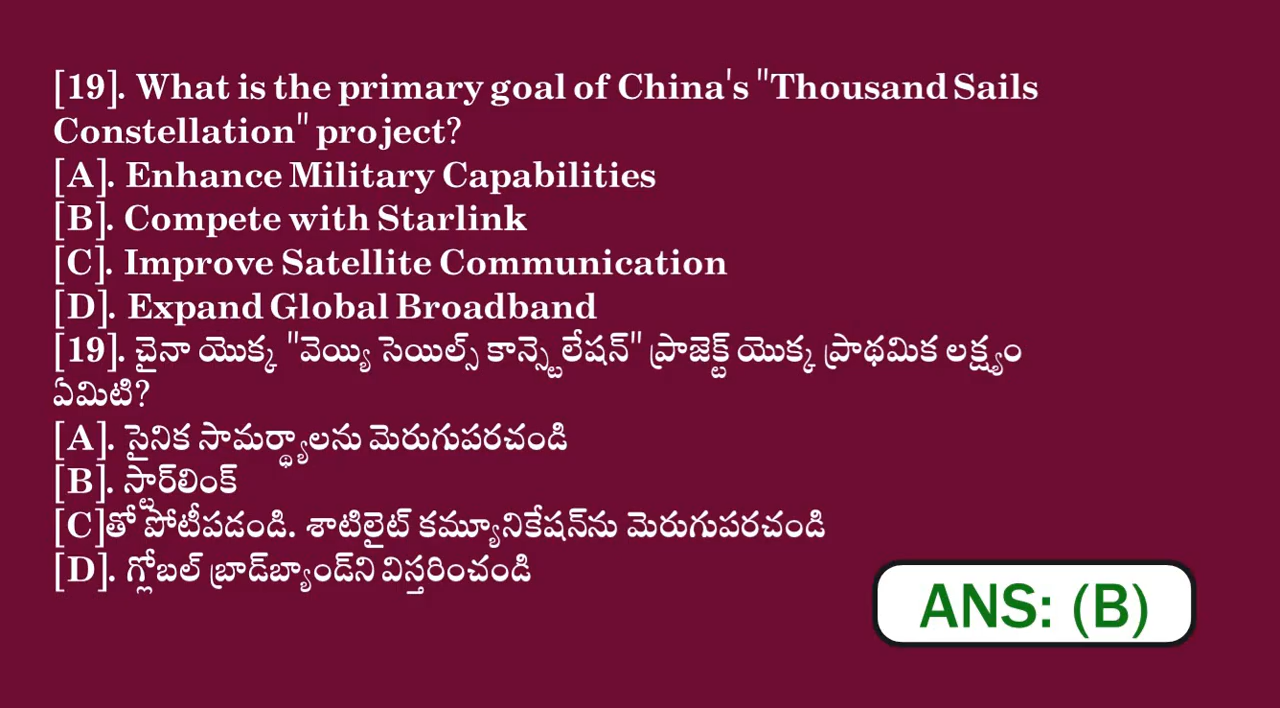 [19]. What is the primary goal of China's "Thousand Sails
Constellation" project?
[A]. Enhance Military Capabilities
[B]. Compete with Starlink
[C]. Improve Satellite Communication
[D]. Expand Global Broadband
[19]. చైనా యొక్క "వెయ్యి సెయిల్స్ కాన్స్టెలేషన్" ప్రాజెక్ట్ యొక్క ప్రాథమిక లక్ష్యం
ఏమిటి?
[A]. సైనిక సామర్థ్యాలను మెరుగుపరచండి
[B]. స్టార్‌లింక్
[C]తో పోటీపడండి. శాటిలైట్ కమ్యూనికేషన్‌ను మెరుగుపరచండి
[D]. గ్లోబల్ బ్రాడ్‌బ్యాండ్‌ని విస్తరించండి
ANS: (B)